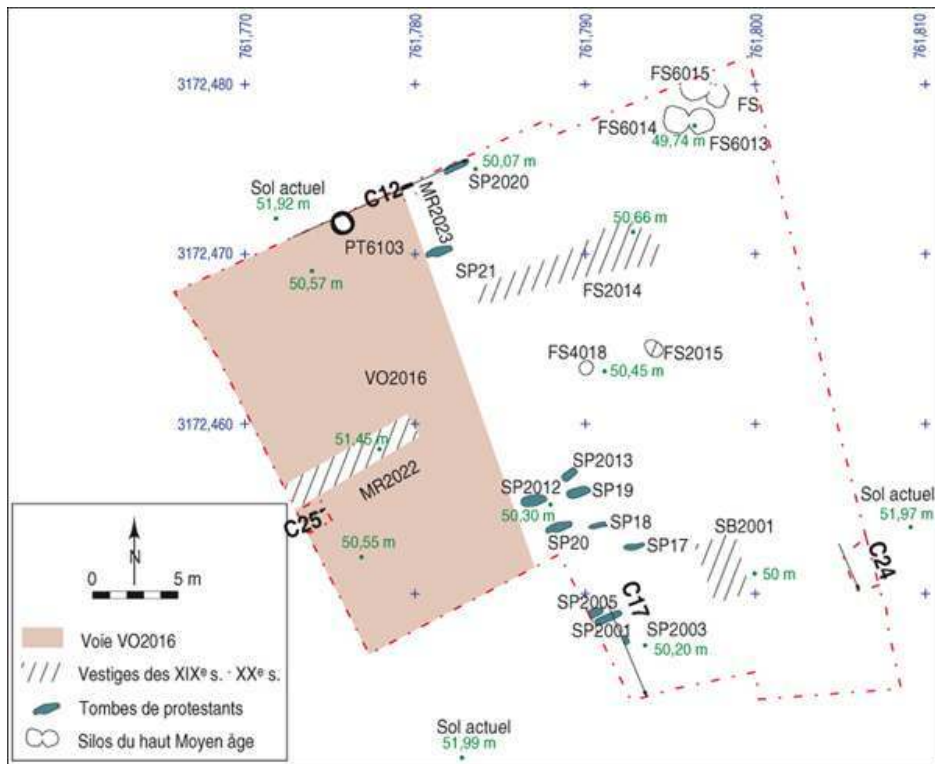 761,770
761,780
761,790
761,800
761,810
3172,480
FS6015
FS
FS6014
FS6013
49,74 m
50,07 m
SP2020
Sol actuel
51,92 m
C12
MR2023
PT6103
3172,470
50,66 m
SP21
50,57 m
FS2014
FS4018
FS2015
50,45 m
VO2016
3172,460
51,45 m
MR2022
SP2013
SP2012
SP19
50,30 m
SP18
SP20
SP17
SB2001
Sol actuel
51,97 m
C25
50,55 m
50 m
C24
SP2005
C17
SP2001
SP2003
50,20 m
N
0 5 m
Voie VO2016
Vestiges des XIXe s. - XXe s.
Tombes de protestants
Silos du haut Moyen âge
Sol actuel
51,99 m